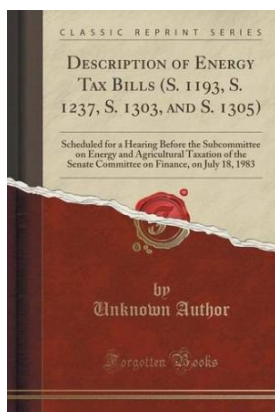 CLASSIC REPRINT SERIES
DESCRIPTION OF ENERGY
TAX BILLS (S. 1193, S.
1237, S. 1303, AND S. 1305)
Scheduled for a Hearing Before the Subcommittee
on Energy and Agricultural Taxation of the
Senate Committee on Finance, on July 18, 1983
by
Unknown Author
Forgotten Books